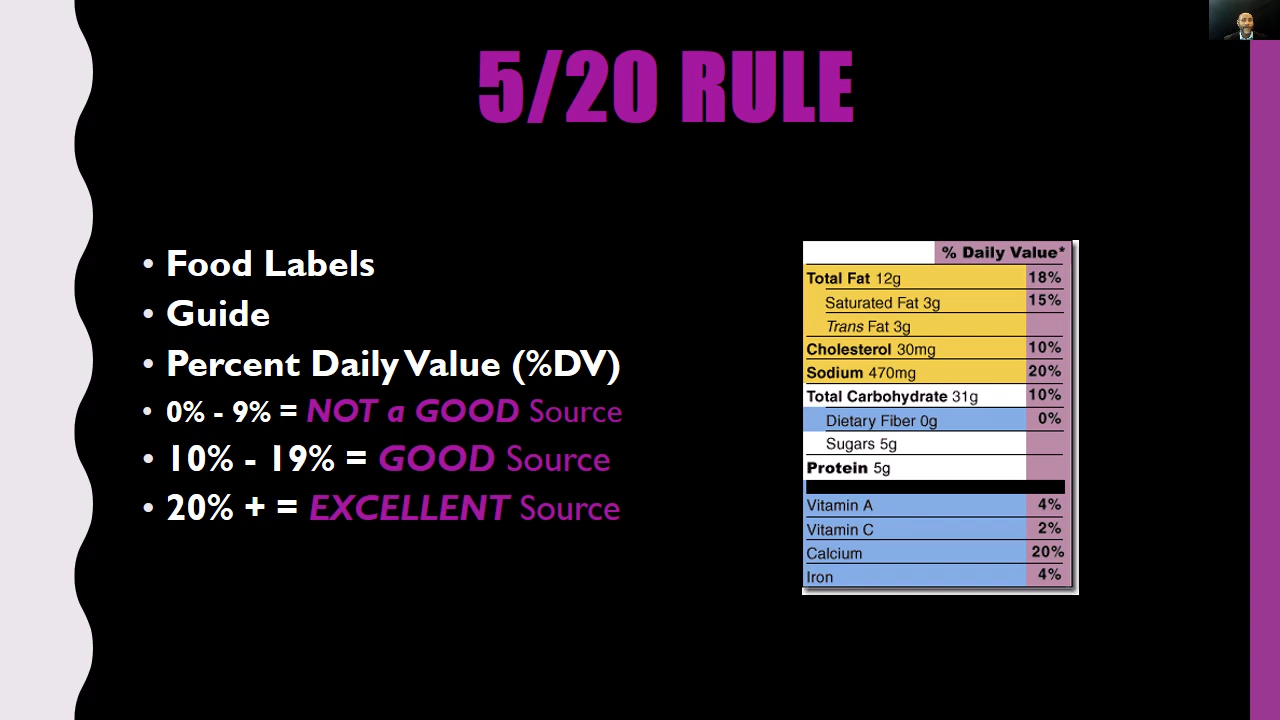 5/20 RULE
• Food Labels
• Guide
• Percent Daily Value (%DV)
• 0% - 9% = NOT a GOOD Source
• 10% - 19% = GOOD Source
• 20% + = EXCELLENT Source
% Daily Value*
Total Fat 12g 18%
Saturated Fat 3g 15%
Trans Fat 3g
Cholesterol 30mg 10%
Sodium 470mg 20%
Total Carbohydrate 31g 10%
Dietary Fiber 0g 0%
Sugars 5g
Protein 5g
Vitamin A 4%
Vitamin C 2%
Calcium 20%
Iron 4%